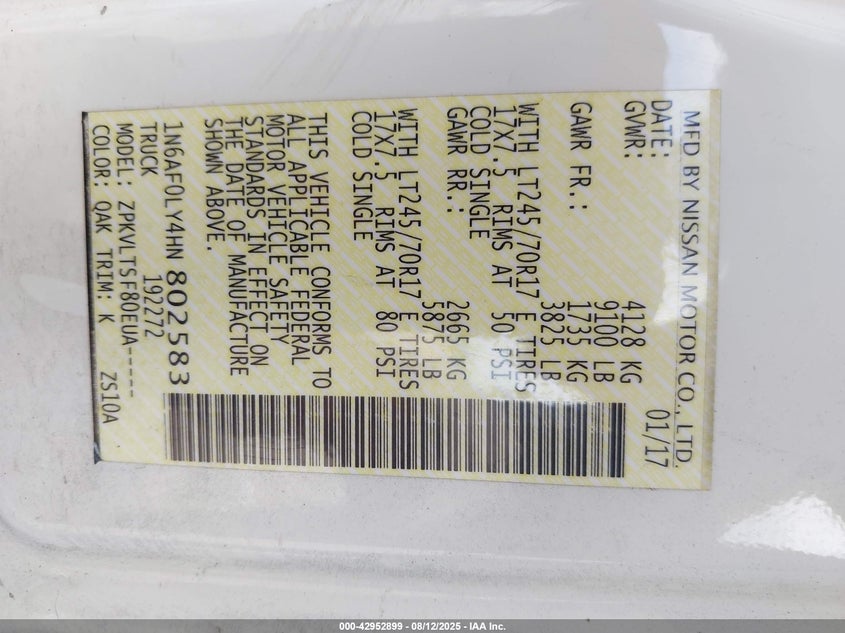 MFD BY NISSAN MOTOR CO., LTD.
DATE: 01/17
GVWR: 4128 KG
9100 LB
GAWR FR.: 1735 KG
3825 LB
WITH LT245/70R17 E TIRES
17X7.5 RIMS AT 50 PSI
COLD SINGLE
GAWR RR.: 2665 KG
5875 LB
WITH LT245/70R17 E TIRES
17X7.5 RIMS AT 80 PSI
COLD SINGLE
THIS VEHICLE CONFORMS TO
ALL APPLICABLE FEDERAL
MOTOR VEHICLE SAFETY
STANDARDS IN EFFECT ON
THE DATE OF MANUFACTURE
SHOWN ABOVE.
1N6AF0LY4HN802583
TRUCK 192272
MODEL: ZPKVLTSF80EUA-----
COLOR: QAK TRIM: K ZS10A
000-42952899 - 08/12/2025 - IAA Inc.